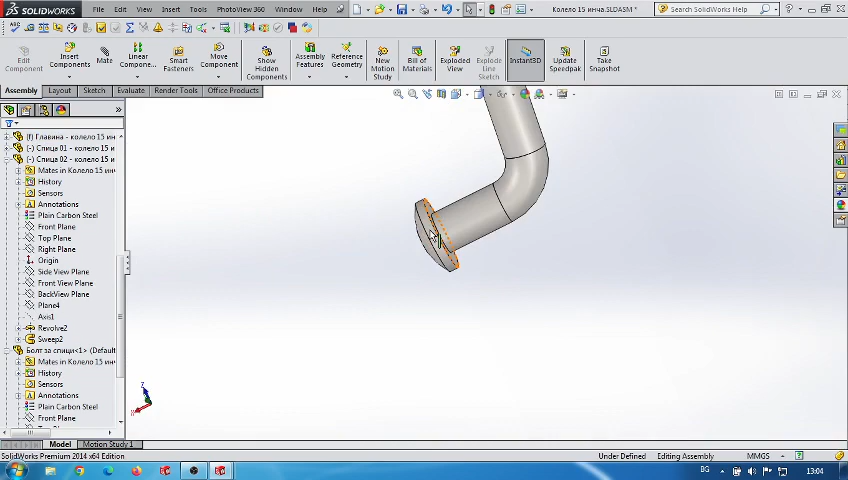 SOLIDWORKS File Edit View Insert Tools PhotoView 360 Window Help Колело 15 инча.SLDASM * Search SolidWorks Help
Edit Component
Insert Components
Mate
Linear Compone...
Smart Fasteners
Move Component
Show Hidden Components
Assembly Features
Reference Geometry
New Motion Study
Bill of Materials
Exploded View
Explode Line Sketch
Instant3D
Update Speedpak
Take Snapshot
Assembly Layout Sketch Evaluate Render Tools Office Products
(f) Главина - колело 15 инч
(-) Спица 01 - колело 15 и
(-) Спица 02 - колело 15 и
Mates in Колело 15 инч
History
Sensors
Annotations
Plain Carbon Steel
Front Plane
Top Plane
Right Plane
Origin
Side View Plane
Front View Plane
BackView Plane
Plane4
Axis1
Revolve2
Sweep2
Болт за спици<1> (Default
Mates in Колело 15 инч
History
Sensors
Annotations
Plain Carbon Steel
Front Plane
Z
X
Model Motion Study 1
SolidWorks Premium 2014 x64 Edition Under Defined Editing Assembly MMGS
BG 13:04